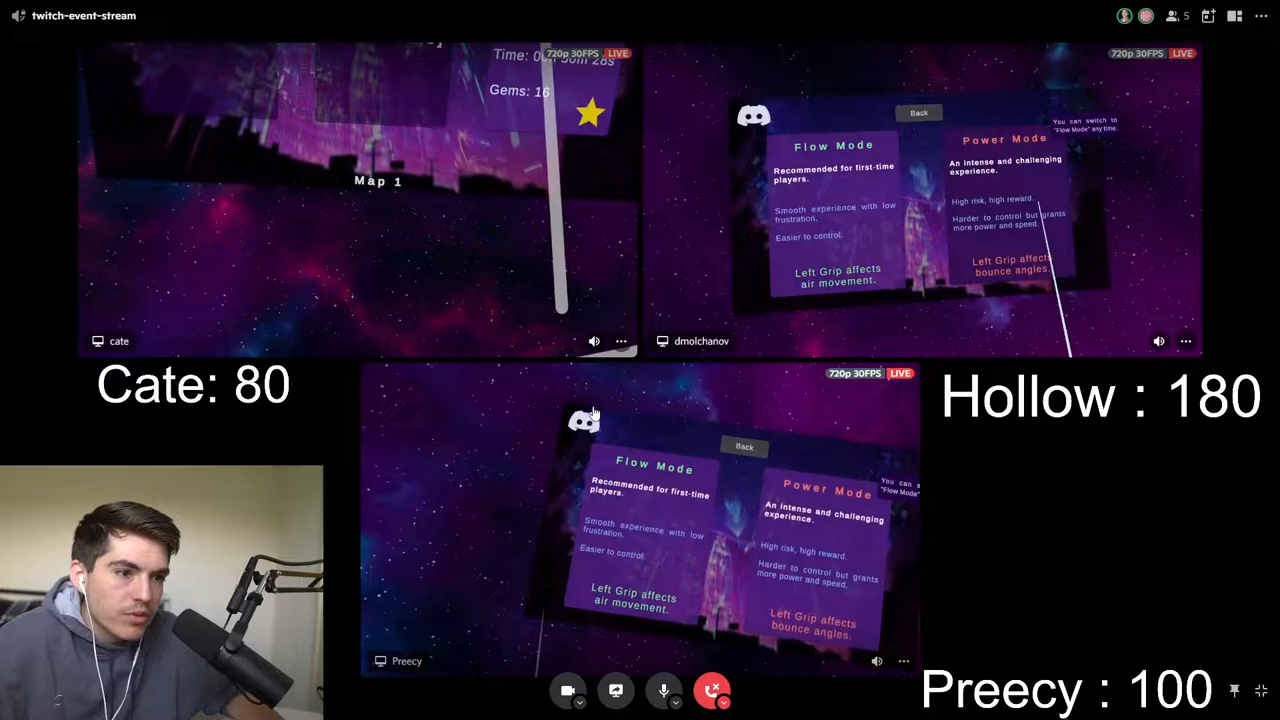 twitch-event-stream
5
720p 30FPS LIVE
Gems: 16
Map 1
cate
720p 30FPS LIVE
Back
You can switch to
"Flow Mode" any time.
Flow Mode
Recommended for first-time
players.
Smooth experience with low
frustration.
Easier to control.
Left Grip affects
air movement.
Power Mode
An intense and challenging
experience.
High risk, high reward.
Harder to control but grants
more power and speed.
Left Grip affects
bounce angles.
dmolchanov
Cate: 80
Hollow : 180
720p 30FPS LIVE
Back
You can s
"Flow Mode"
Flow Mode
Recommended for first-time
players.
Smooth experience with low
frustration.
Easier to control.
Left Grip affects
air movement.
Power Mode
An intense and challenging
experience.
High risk, high reward.
Harder to control but grants
more power and speed.
Left Grip affects
bounce angles.
Preecy
Preecy : 100